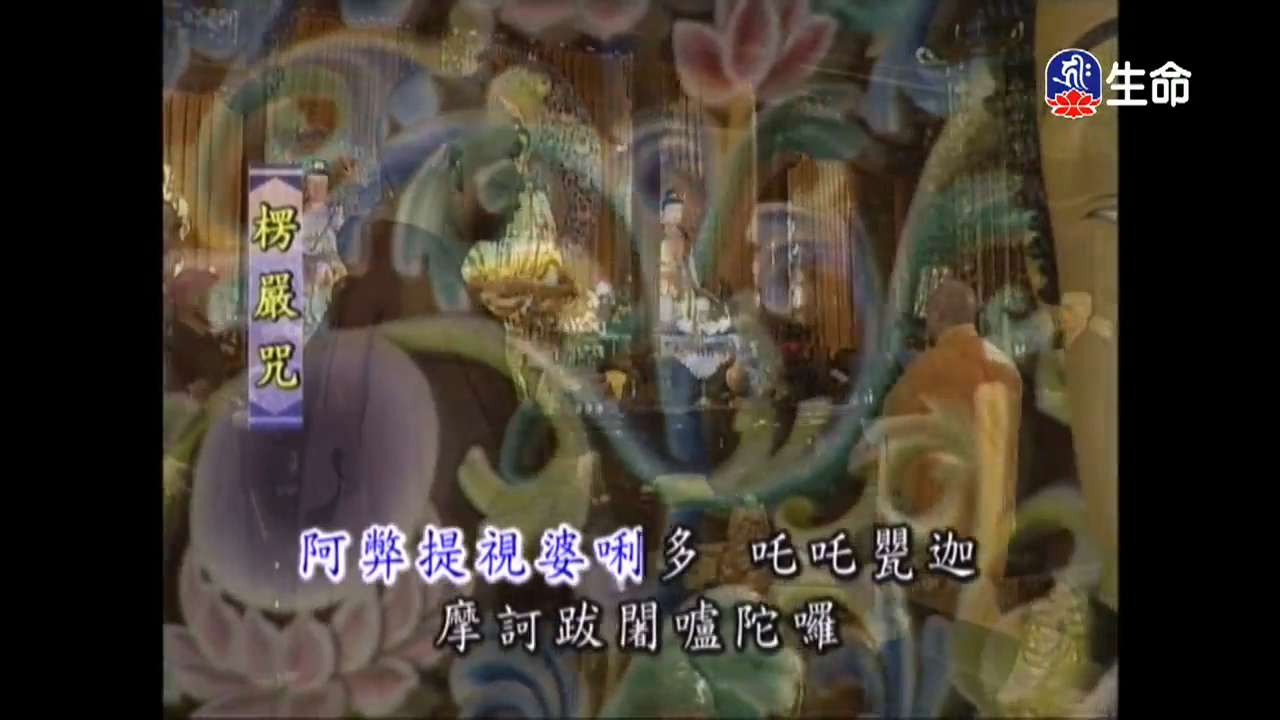 生命
楞嚴咒
阿弊提視婆唎多 吒吒甖迦
摩訶跋闍嚧陀囉